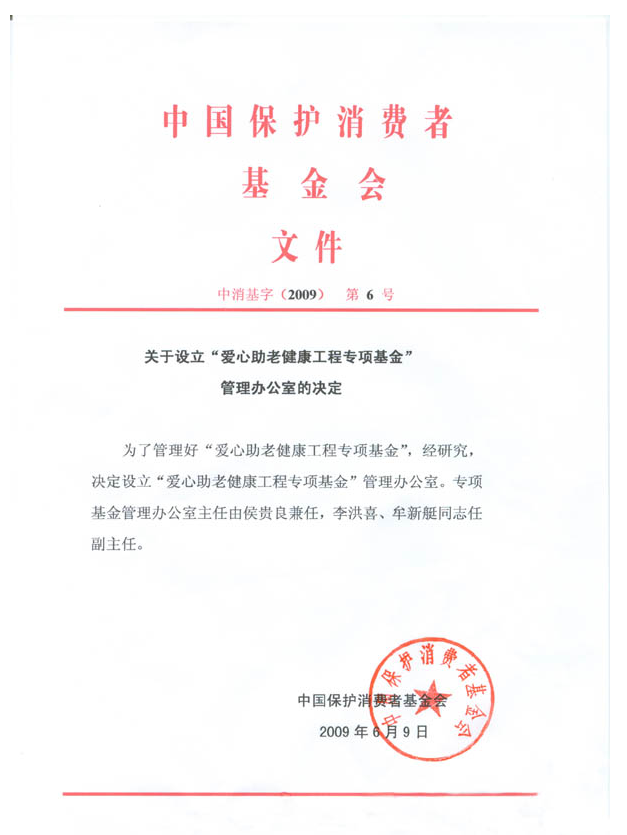 中国保护消费者
基金会
文件
中消基字（2009） 第 6 号
关于设立“爱心助老健康工程专项基金”
管理办公室的决定
为了管理好“爱心助老健康工程专项基金”，经研究，
决定设立“爱心助老健康工程专项基金”管理办公室。专项
基金管理办公室主任由侯贵良兼任，李洪喜、牟新艇同志任
副主任。
中国保护消费者基金会
中国保护消费者基金会
2009 年 6 月 9 日